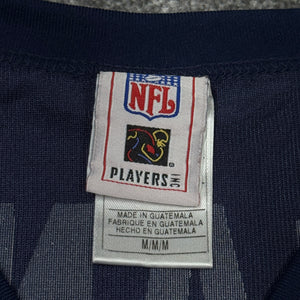 NFL
PLAYERS INC
MADE IN GUATEMALA
FABRIQUE EN GUATEMALA
HECHO EN GUATEMALA
M/M/M